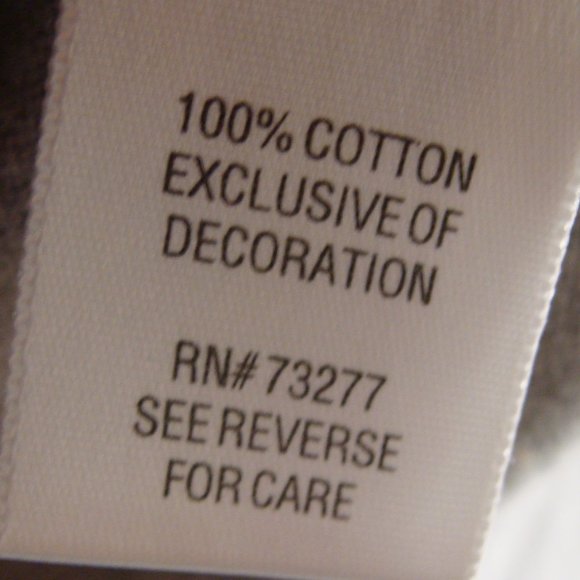 100% COTTON
EXCLUSIVE OF
DECORATION
RN# 73277
SEE REVERSE
FOR CARE